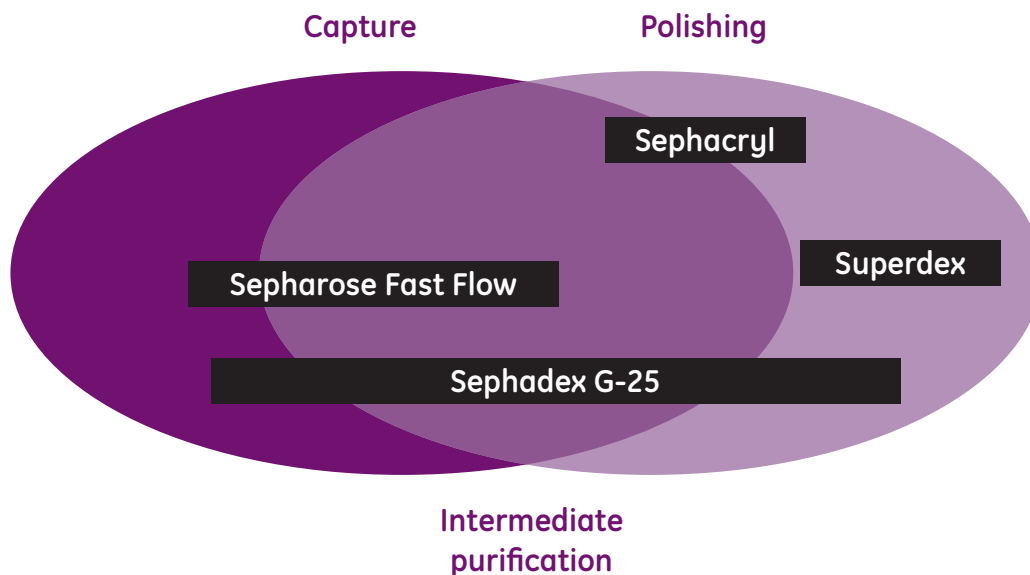 Capture
Polishing
Sephacryl
Superdex
Sepharose Fast Flow
Sephadex G-25
Intermediate
purification